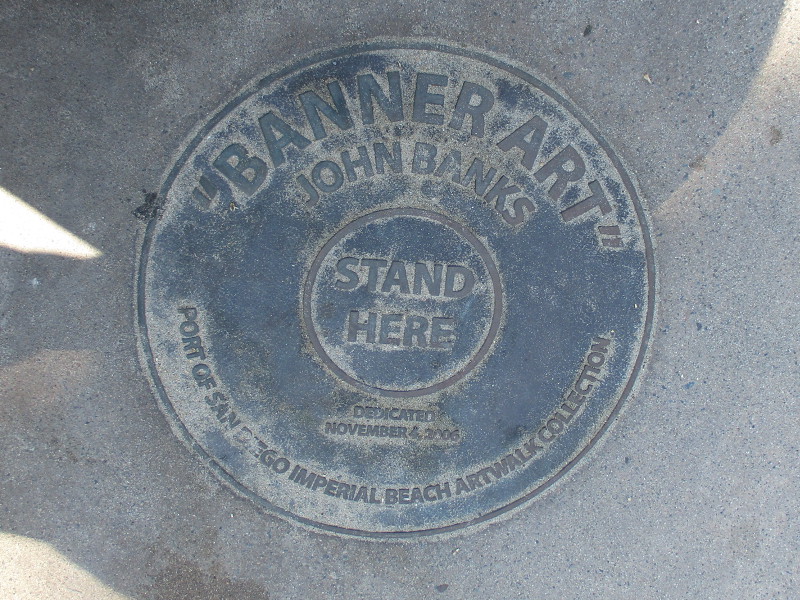 "BANNER ART"
JOHN BANKS
STAND
HERE
DEDICATED
NOVEMBER 4, 2006
PORT OF SAN DIEGO IMPERIAL BEACH ARTWALK COLLECTION